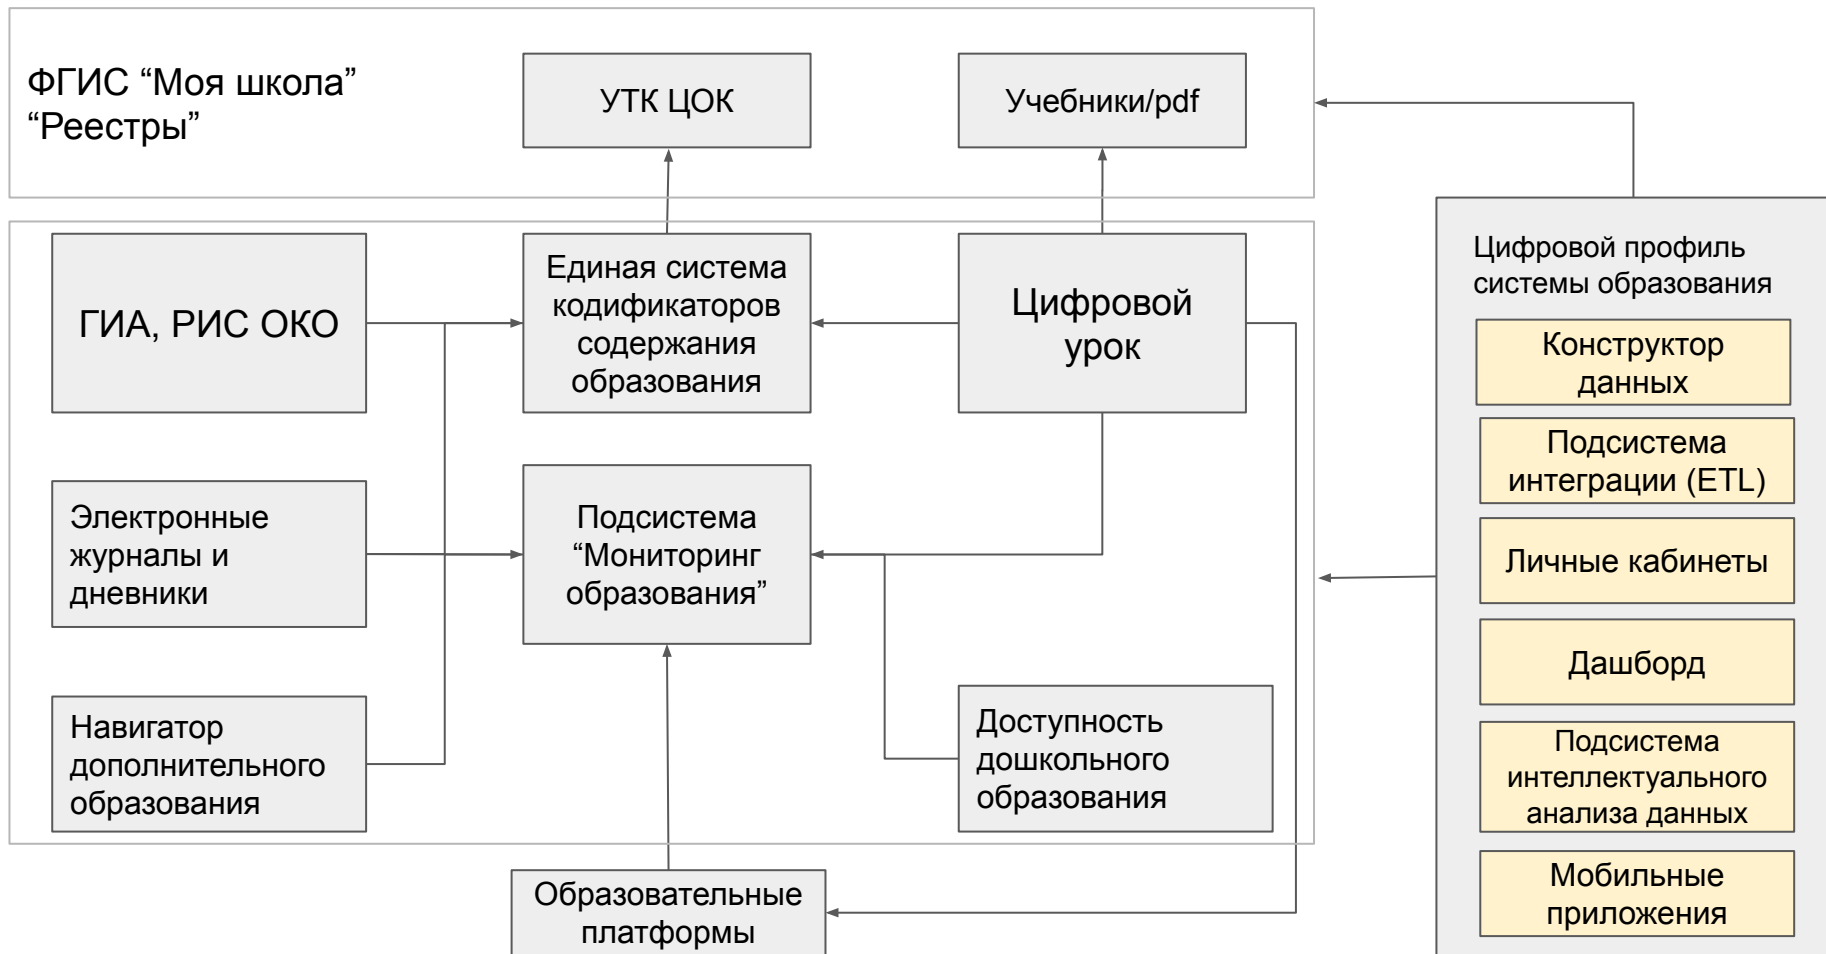 ФГИС “Моя школа”
“Реестры”
УТК ЦОК
Учебники/pdf
ГИА, РИС ОКО
Единая система
кодификаторов
содержания
образования
Цифровой
урок
Электронные
журналы и
дневники
Подсистема
“Мониторинг
образования”
Навигатор
дополнительного
образования
Доступность
дошкольного
образования
Образовательные
платформы
Цифровой профиль
системы образования
Конструктор
данных
Подсистема
интеграции (ETL)
Личные кабинеты
Дашборд
Подсистема
интеллектуального
анализа данных
Мобильные
приложения